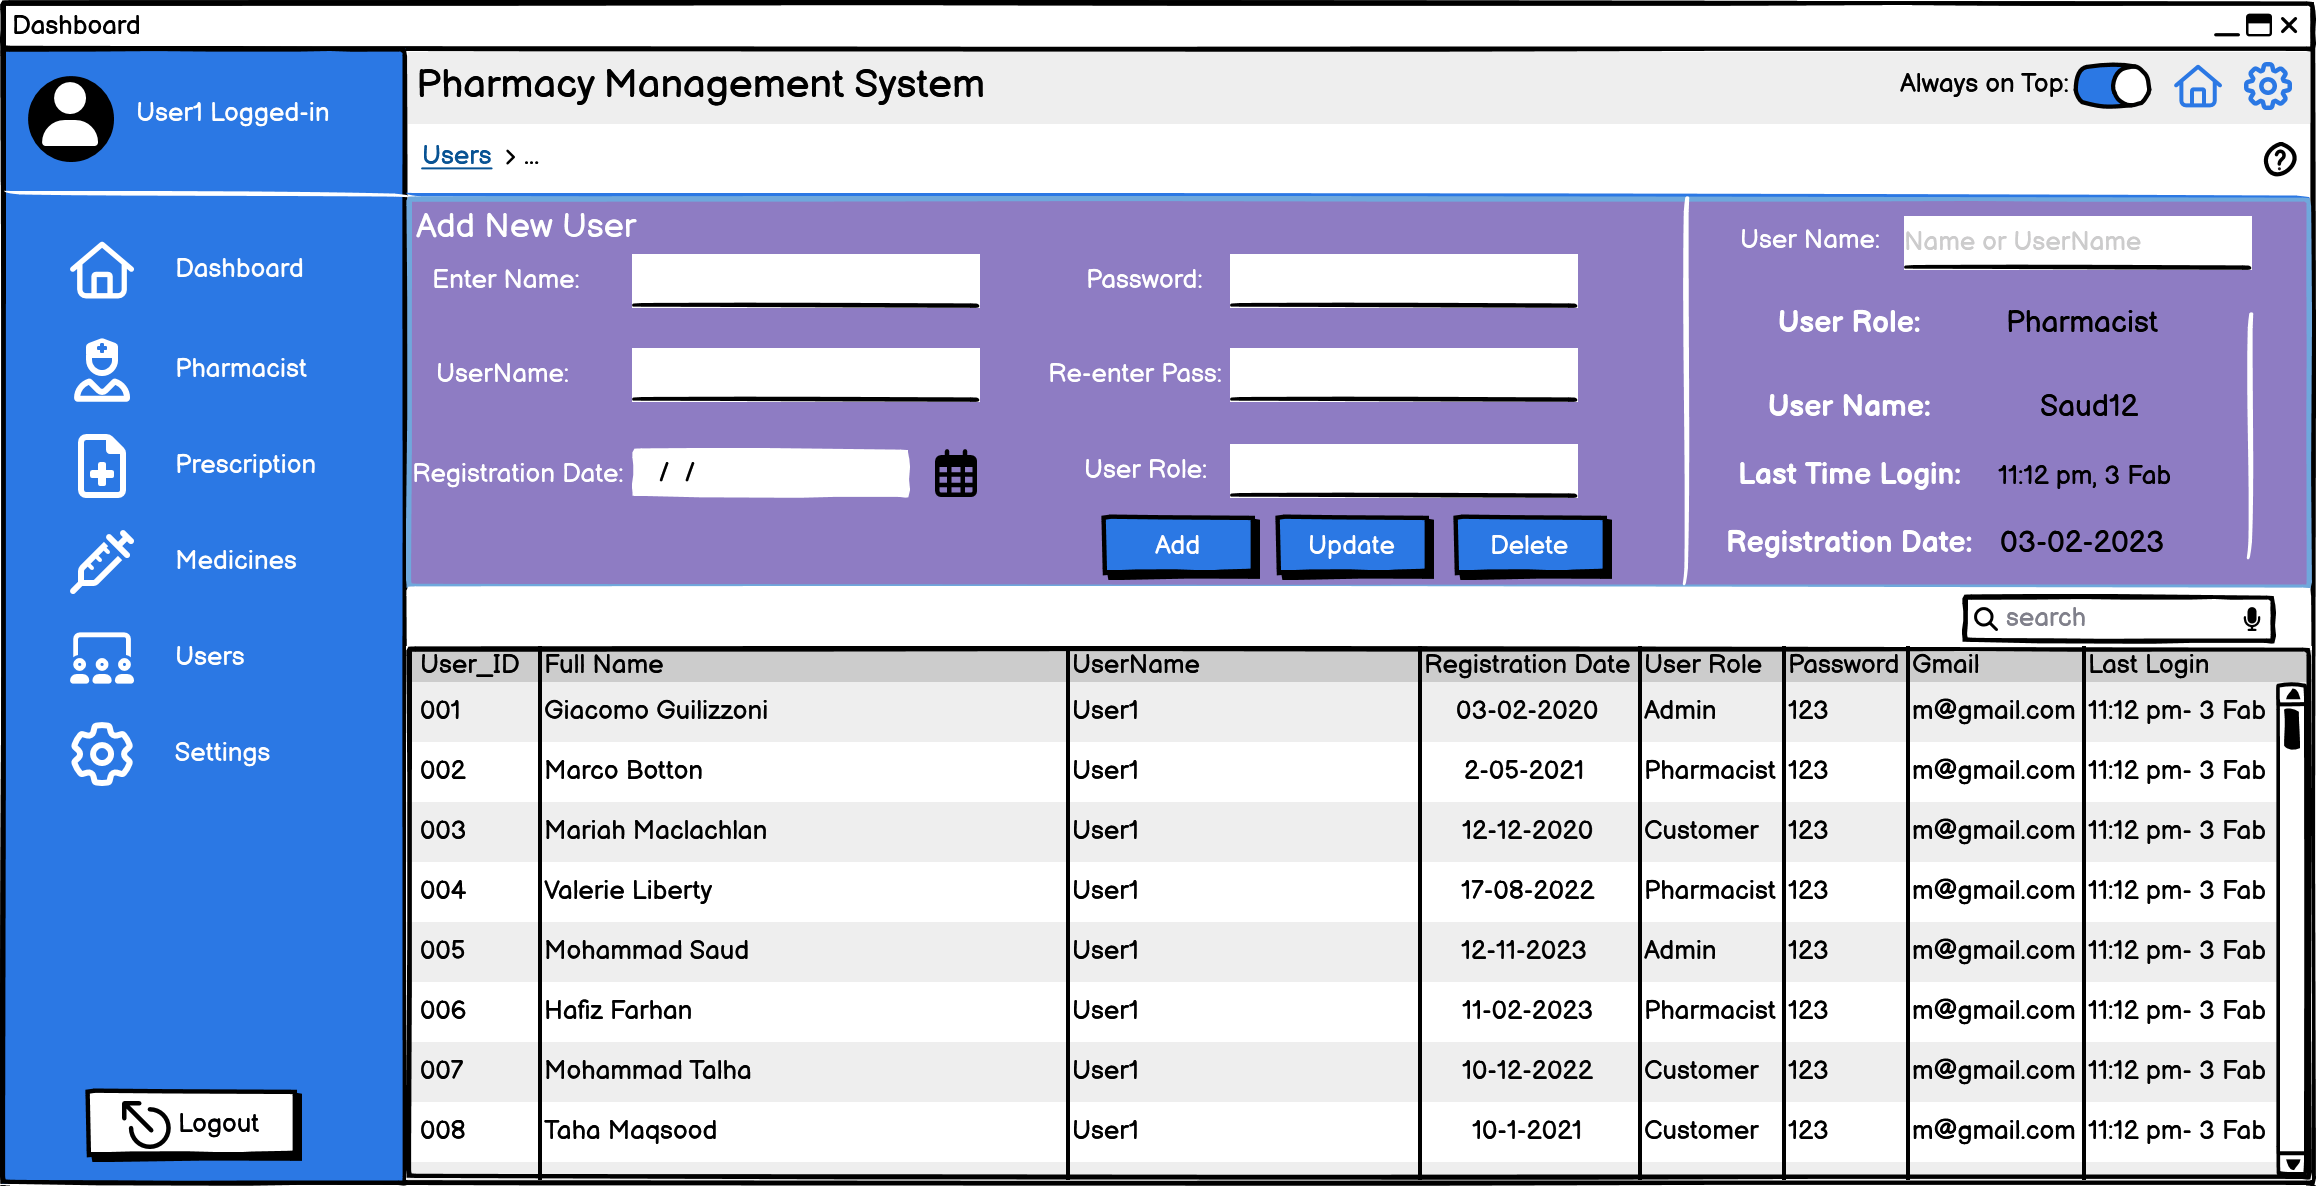 Dashboard
User1 Logged-in
Pharmacy Management System
Always on Top:
Users > ...
Dashboard
Pharmacist
Prescription
Medicines
Users
Settings
Logout
Add New User
Enter Name:
Password:
UserName:
Re-enter Pass:
Registration Date: / /
User Role:
Add
Update
Delete
User Name: Name or UserName
User Role: Pharmacist
User Name: Saud12
Last Time Login: 11:12 pm, 3 Fab
Registration Date: 03-02-2023
search
User_ID Full Name UserName Registration Date User Role Password Gmail Last Login
001 Giacomo Guilizzoni User1 03-02-2020 Admin 123 m@gmail.com 11:12 pm- 3 Fab
002 Marco Botton User1 2-05-2021 Pharmacist 123 m@gmail.com 11:12 pm- 3 Fab
003 Mariah Maclachlan User1 12-12-2020 Customer 123 m@gmail.com 11:12 pm- 3 Fab
004 Valerie Liberty User1 17-08-2022 Pharmacist 123 m@gmail.com 11:12 pm- 3 Fab
005 Mohammad Saud User1 12-11-2023 Admin 123 m@gmail.com 11:12 pm- 3 Fab
006 Hafiz Farhan User1 11-02-2023 Pharmacist 123 m@gmail.com 11:12 pm- 3 Fab
007 Mohammad Talha User1 10-12-2022 Customer 123 m@gmail.com 11:12 pm- 3 Fab
008 Taha Maqsood User1 10-1-2021 Customer 123 m@gmail.com 11:12 pm- 3 Fab